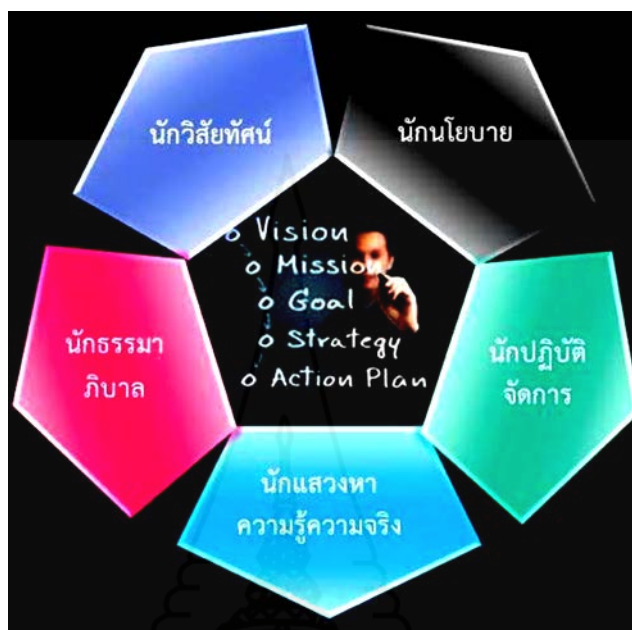 นักวิสัยทัศน์
นักนโยบาย
Vision
Mission
Goal
Strategy
Action Plan
นักธรรมา
ภิบาล
นักปฏิบัติ
จัดการ
นักแสวงหา
ความรู้ความจริง